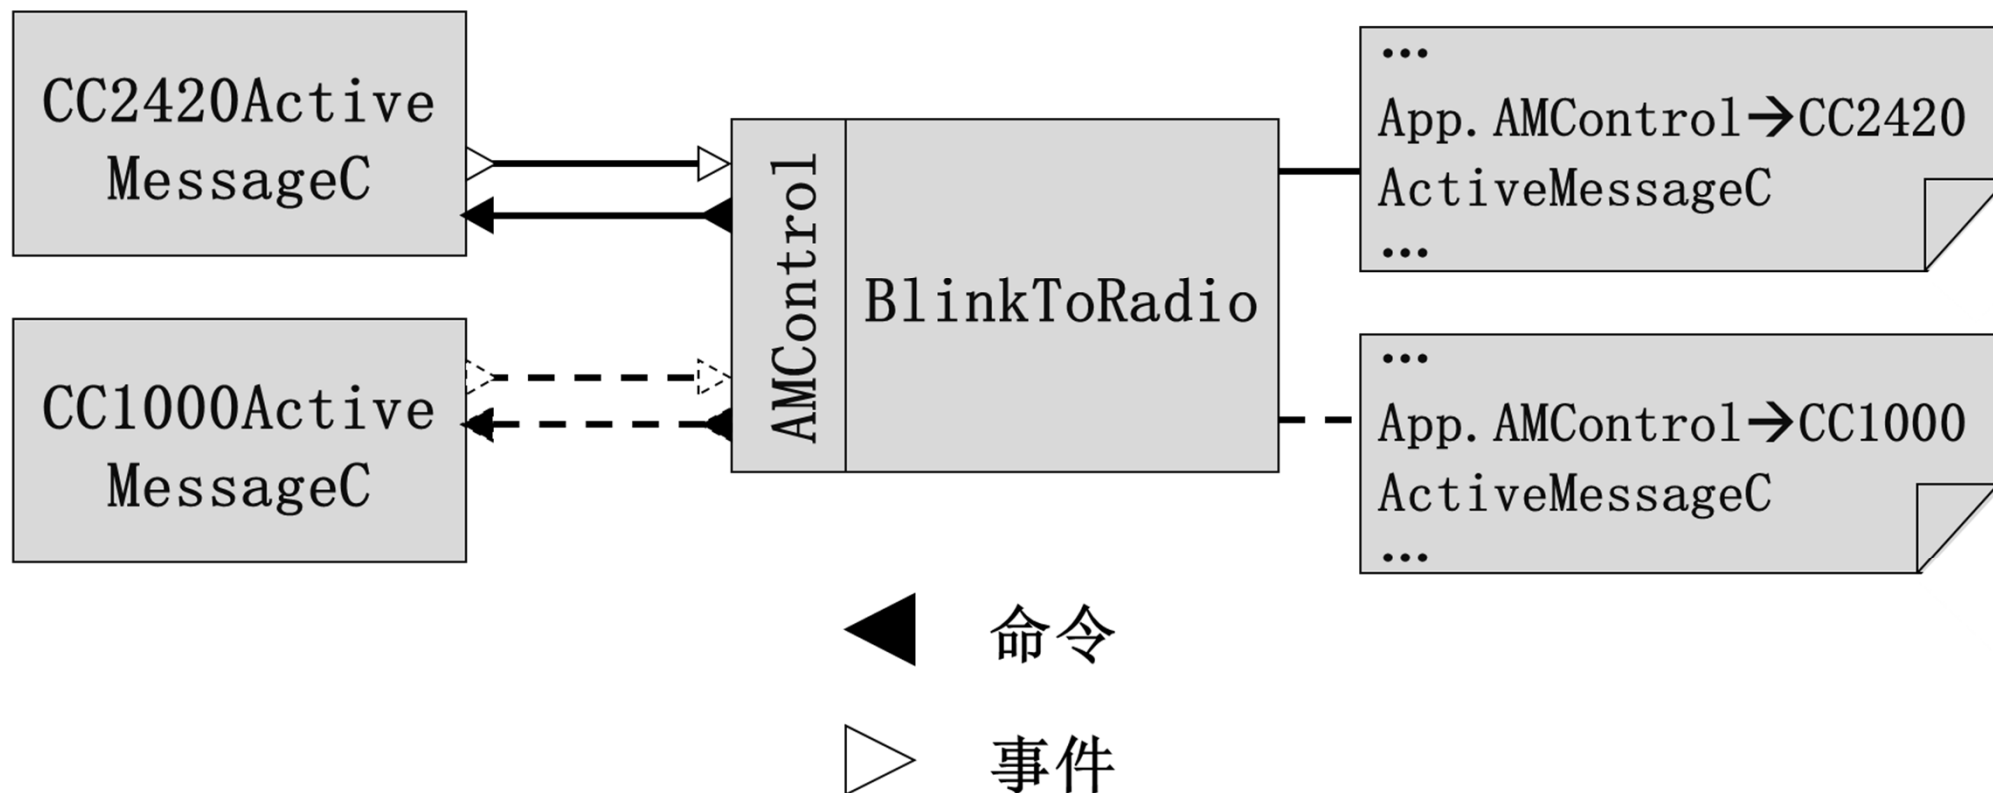 CC2420Active
MessageC
CC1000Active
MessageC
AMControl
BlinkToRadio
...
App.AMControl→CC2420
ActiveMessageC
...
...
App.AMControl→CC1000
ActiveMessageC
...
命令
事件